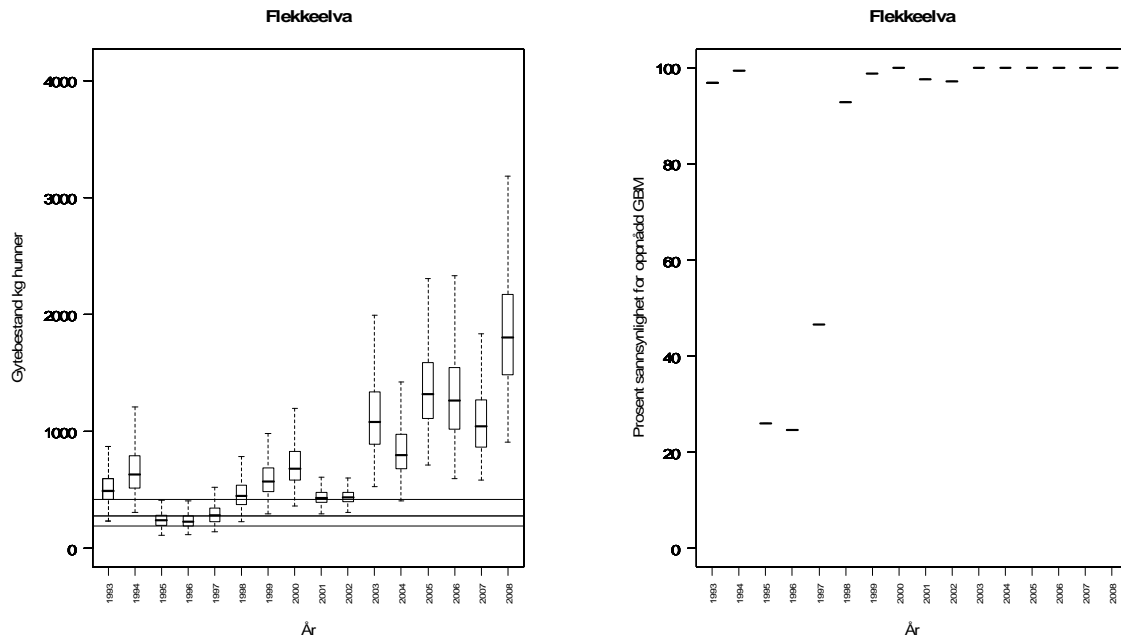 Flekkeelva
Gytebestand kg hunner
4000
3000
2000
1000
0
1993 1994 1995 1996 1997 1998 1999 2000 2001 2002 2003 2004 2005 2006 2007 2008
År
Flekkeelva
Prosent sannsynlighet for oppnådd GBM
100
80
60
40
20
0
1993 1994 1995 1996 1997 1998 1999 2000 2001 2002 2003 2004 2005 2006 2007 2008
År